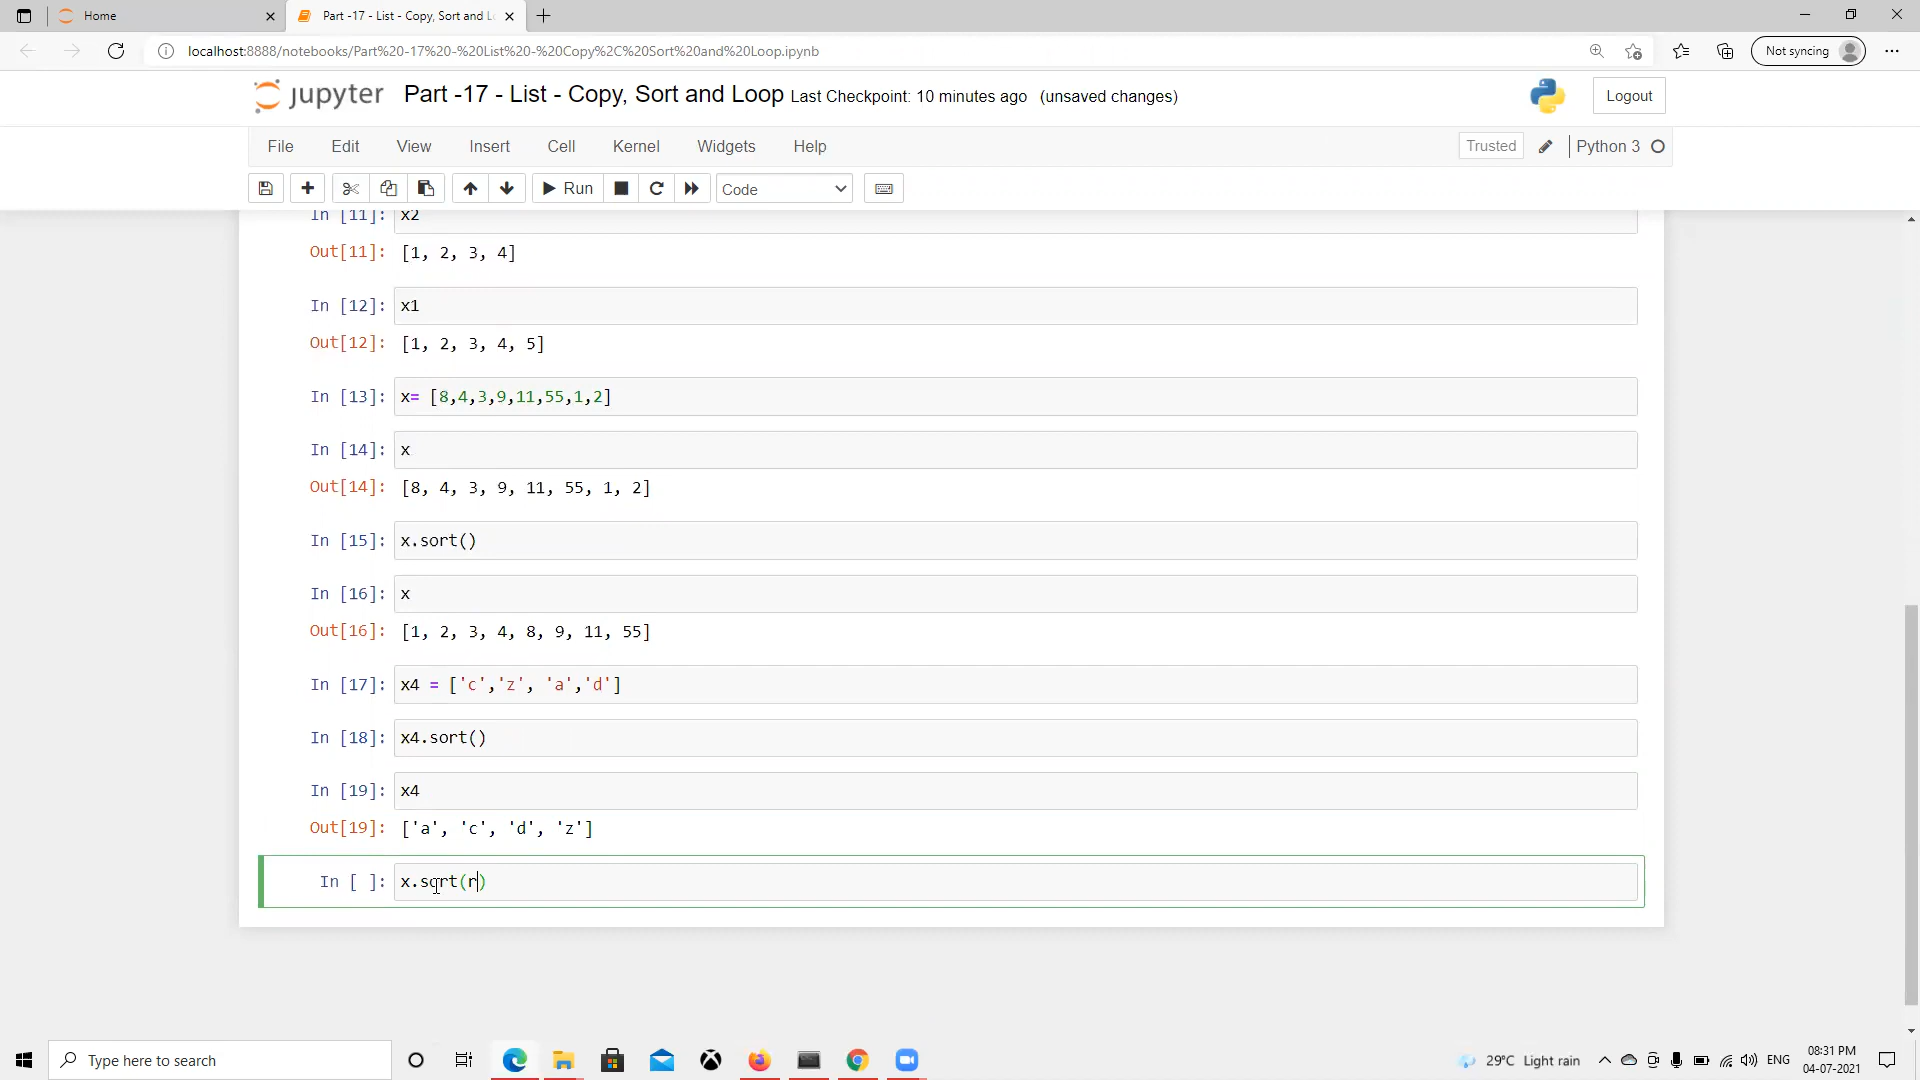 Home
Part -17 - List - Copy, Sort and L
localhost:8888/notebooks/Part%20-17%20-%20List%20-%20Copy%2C%20Sort%20and%20Loop.ipynb
Not syncing
jupyter Part -17 - List - Copy, Sort and Loop Last Checkpoint: 10 minutes ago (unsaved changes)
Logout
File Edit View Insert Cell Kernel Widgets Help
Trusted Python 3
Run Code
In [11]: x2
Out[11]: [1, 2, 3, 4]
In [12]: x1
Out[12]: [1, 2, 3, 4, 5]
In [13]: x= [8,4,3,9,11,55,1,2]
In [14]: x
Out[14]: [8, 4, 3, 9, 11, 55, 1, 2]
In [15]: x.sort()
In [16]: x
Out[16]: [1, 2, 3, 4, 8, 9, 11, 55]
In [17]: x4 = ['c','z', 'a','d']
In [18]: x4.sort()
In [19]: x4
Out[19]: ['a', 'c', 'd', 'z']
In [ ]: x.sort(r)
Type here to search
29°C Light rain
ENG
08:31 PM
04-07-2021